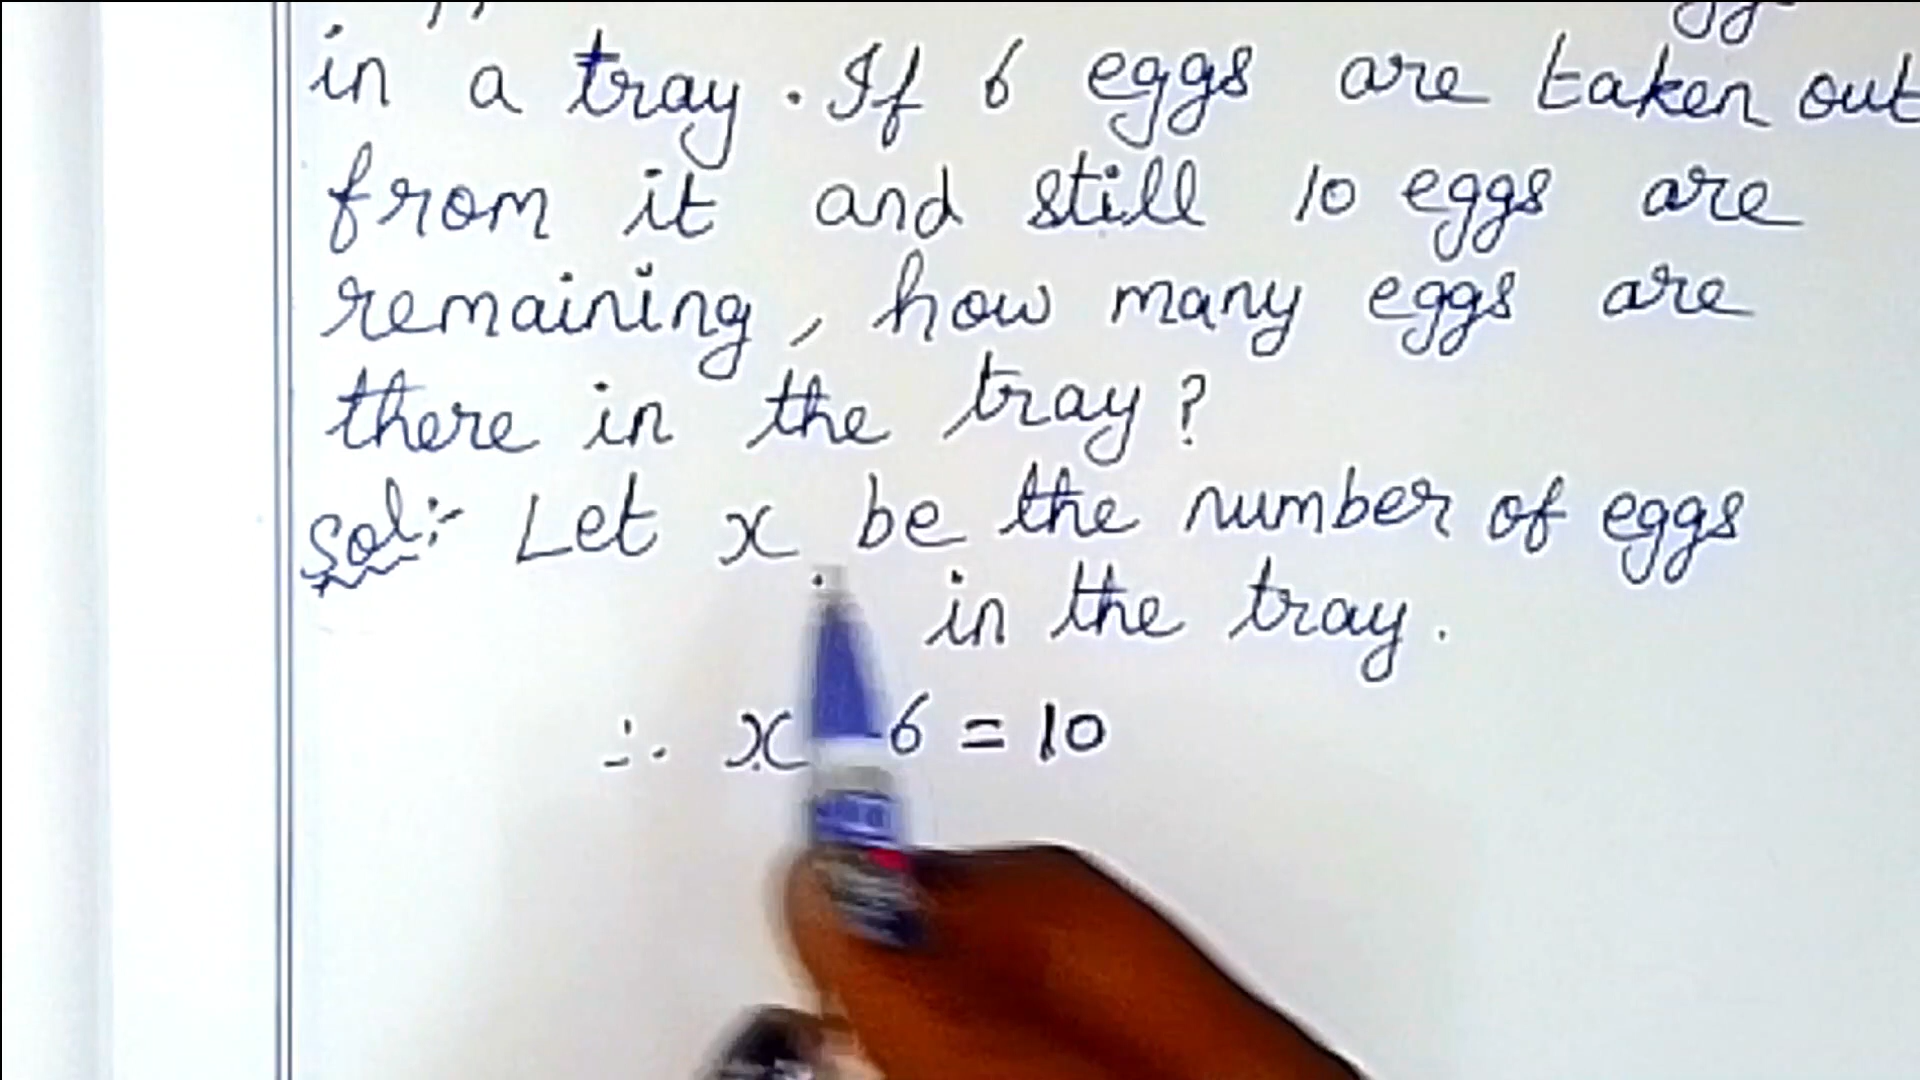 in a tray. If 6 eggs are taken out
from it and still 10 eggs are
remaining, how many eggs are
there in the tray?
Sol:- Let x be the number of eggs
in the tray.
∴ x 6 = 10